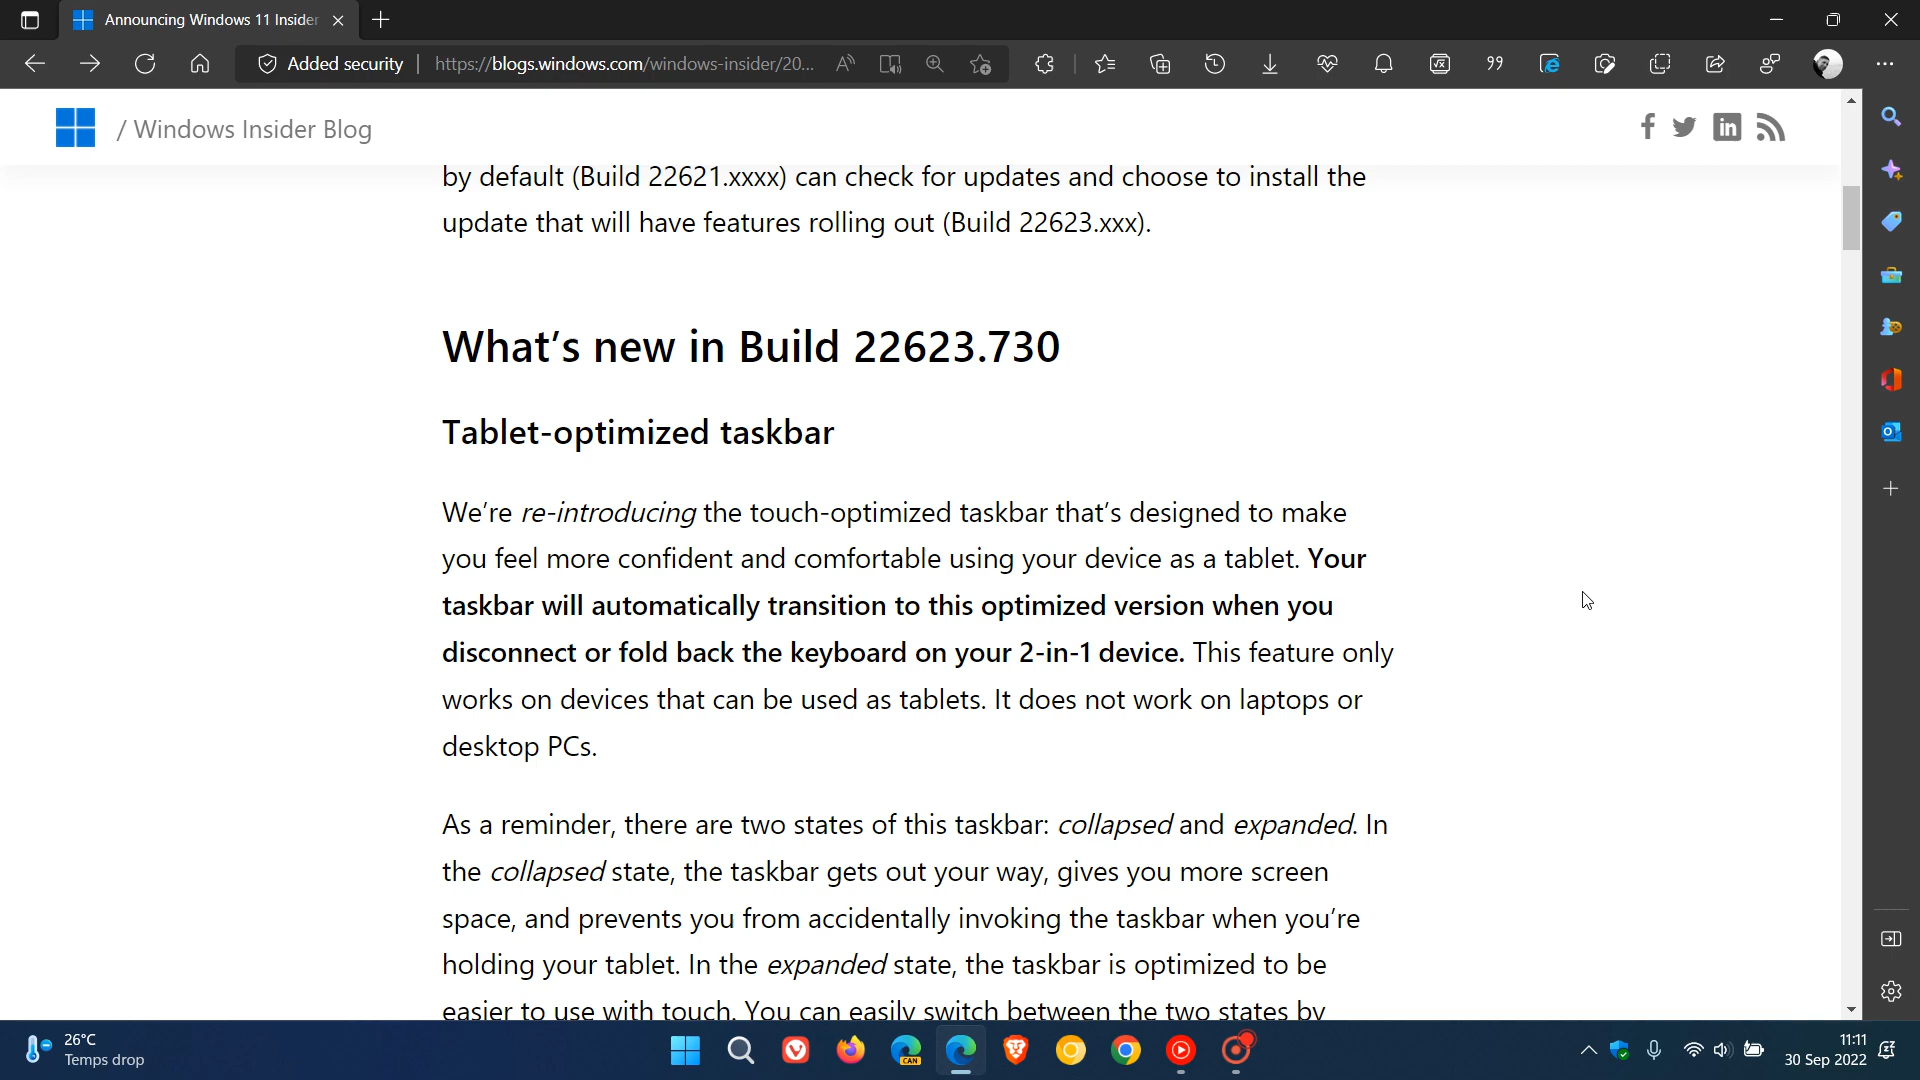 Announcing Windows 11 Insider
Added security
https://blogs.windows.com/windows-insider/20...
/ Windows Insider Blog
by default (Build 22621.xxxx) can check for updates and choose to install the
update that will have features rolling out (Build 22623.xxx).
What’s new in Build 22623.730
Tablet-optimized taskbar
We’re re-introducing the touch-optimized taskbar that’s designed to make
you feel more confident and comfortable using your device as a tablet. Your
taskbar will automatically transition to this optimized version when you
disconnect or fold back the keyboard on your 2-in-1 device. This feature only
works on devices that can be used as tablets. It does not work on laptops or
desktop PCs.
As a reminder, there are two states of this taskbar: collapsed and expanded. In
the collapsed state, the taskbar gets out your way, gives you more screen
space, and prevents you from accidentally invoking the taskbar when you’re
holding your tablet. In the expanded state, the taskbar is optimized to be
easier to use with touch. You can easily switch between the two states by
26°C
Temps drop
CAN
11:11
30 Sep 2022